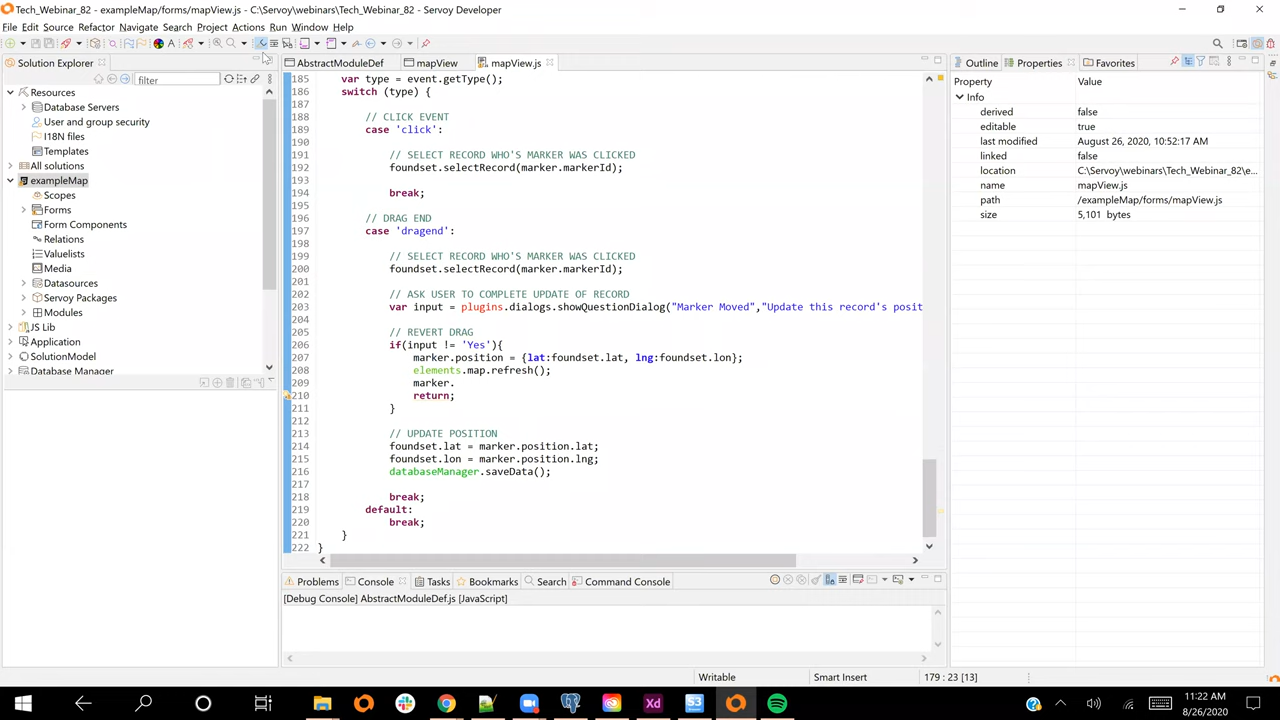 Tech_Webinar_82 - exampleMap/forms/mapView.js - C:\Servoy\webinars\Tech_Webinar_82 - Servoy Developer
File Edit Source Refactor Navigate Search Project Actions Run Window Help
Solution Explorer
filter
Resources
Database Servers
User and group security
I18N files
Templates
All solutions
exampleMap
Scopes
Forms
Form Components
Relations
Valuelists
Media
Datasources
Servoy Packages
Modules
JS Lib
Application
SolutionModel
Database Manager
AbstractModuleDef mapView mapView.js
185 var type = event.getType();
186 switch (type) {
187
188 // CLICK EVENT
189 case 'click':
190
191 // SELECT RECORD WHO'S MARKER WAS CLICKED
192 foundset.selectRecord(marker.markerId);
193
194 break;
195
196 // DRAG END
197 case 'dragend':
198
199 // SELECT RECORD WHO'S MARKER WAS CLICKED
200 foundset.selectRecord(marker.markerId);
201
202 // ASK USER TO COMPLETE UPDATE OF RECORD
203 var input = plugins.dialogs.showQuestionDialog("Marker Moved","Update this record's posit
204
205 // REVERT DRAG
206 if(input != 'Yes'){
207 marker.position = {lat:foundset.lat, lng:foundset.lon};
208 elements.map.refresh();
209 marker.
210 return;
211 }
212
213 // UPDATE POSITION
214 foundset.lat = marker.position.lat;
215 foundset.lon = marker.position.lng;
216 databaseManager.saveData();
217
218 break;
219 default:
220 break;
221 }
222 }
Problems Console Tasks Bookmarks Search Command Console
[Debug Console] AbstractModuleDef.js [JavaScript]
Outline Properties Favorites
Property Value
Info
derived false
editable true
last modified August 26, 2020, 10:52:17 AM
linked false
location C:\Servoy\webinars\Tech_Webinar_82\e...
name mapView.js
path /exampleMap/forms/mapView.js
size 5,101 bytes
Writable Smart Insert 179 : 23 [13]
Xd
S3
11:22 AM
8/26/2020